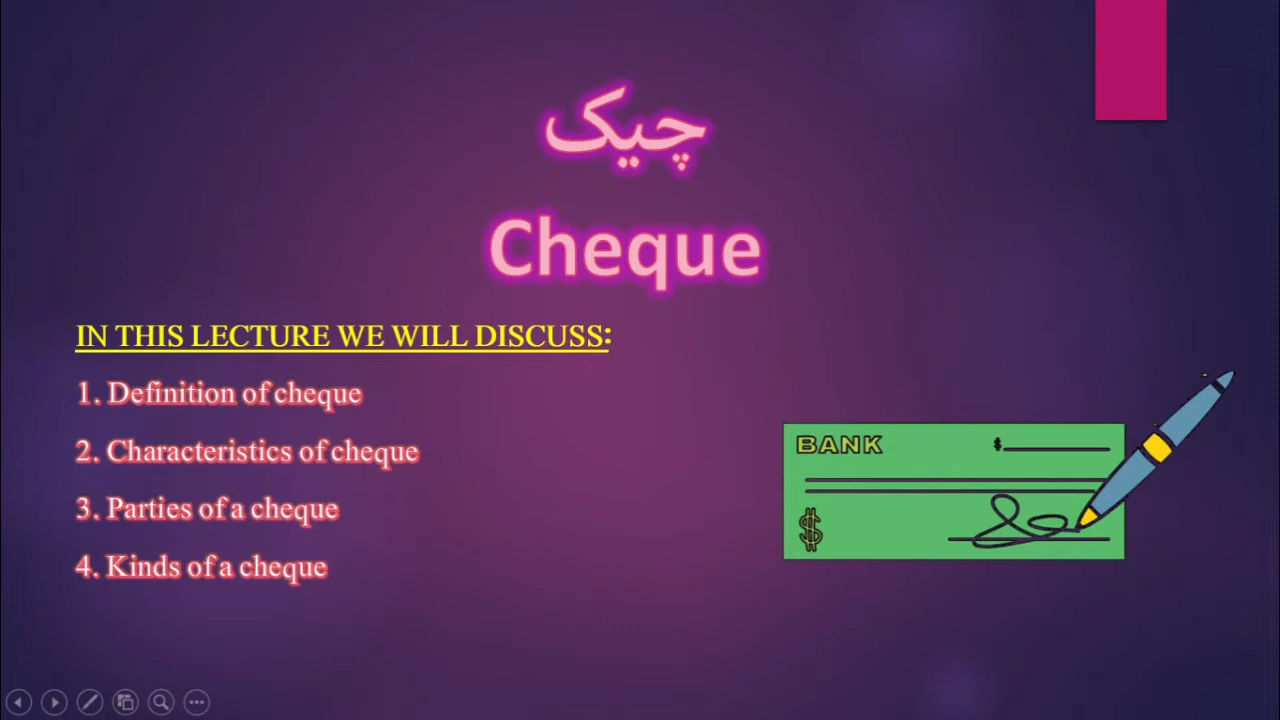 چیک
Cheque
IN THIS LECTURE WE WILL DISCUSS:
1. Definition of cheque
2. Characteristics of cheque
3. Parties of a cheque
4. Kinds of a cheque
BANK
$
$